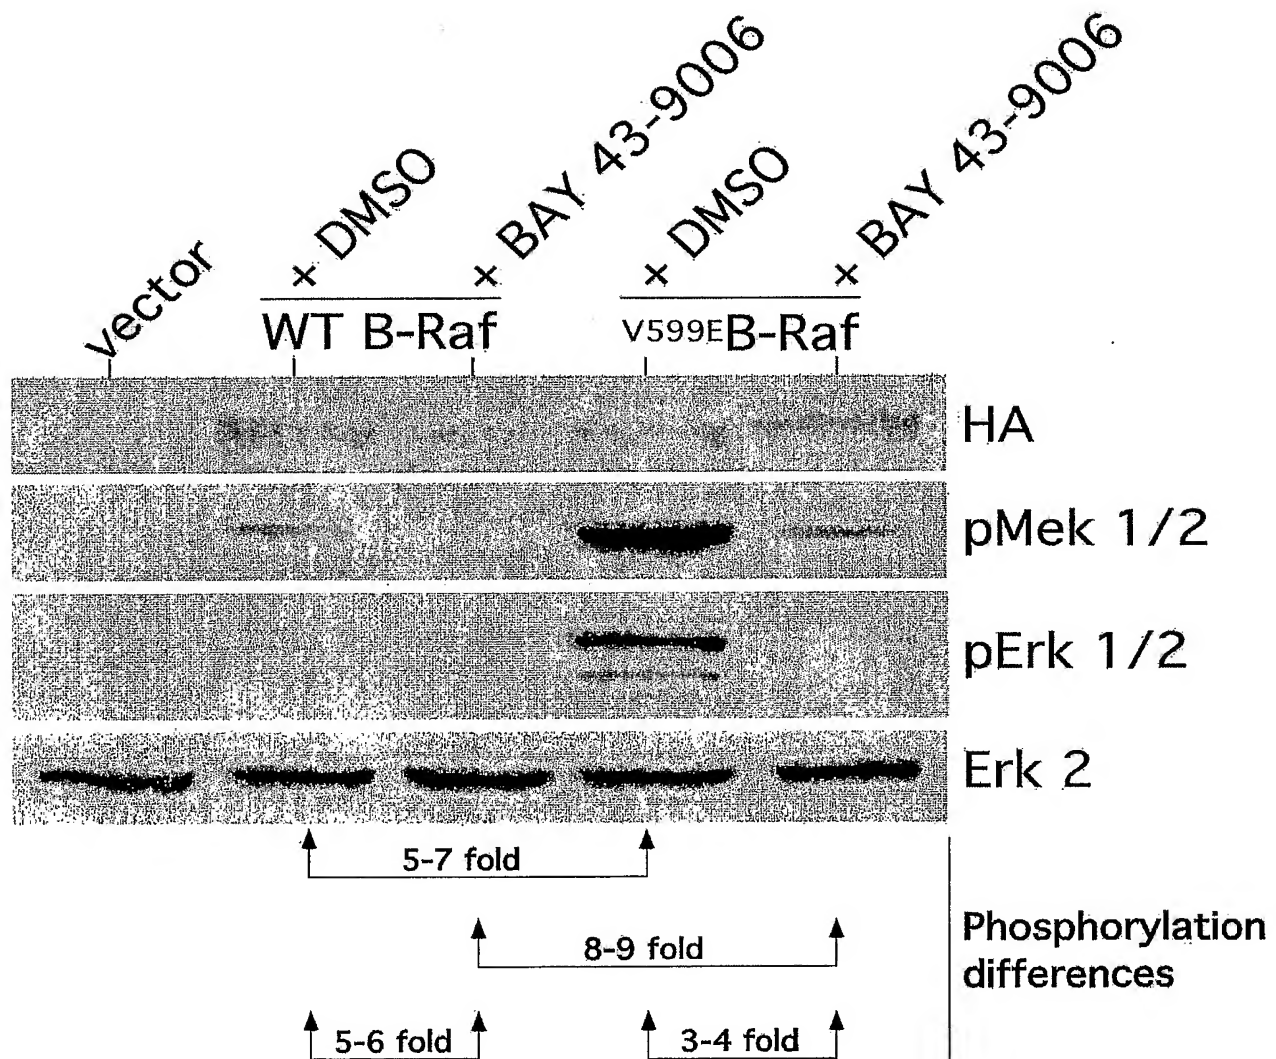 vector
+ DMSO
+ BAY 43-9006
+ DMSO
+ BAY 43-9006
WT B-Raf
V599EB-Raf
HA
pMek 1/2
pErk 1/2
Erk 2
5-7 fold
8-9 fold
5-6 fold
3-4 fold
Phosphorylation
differences